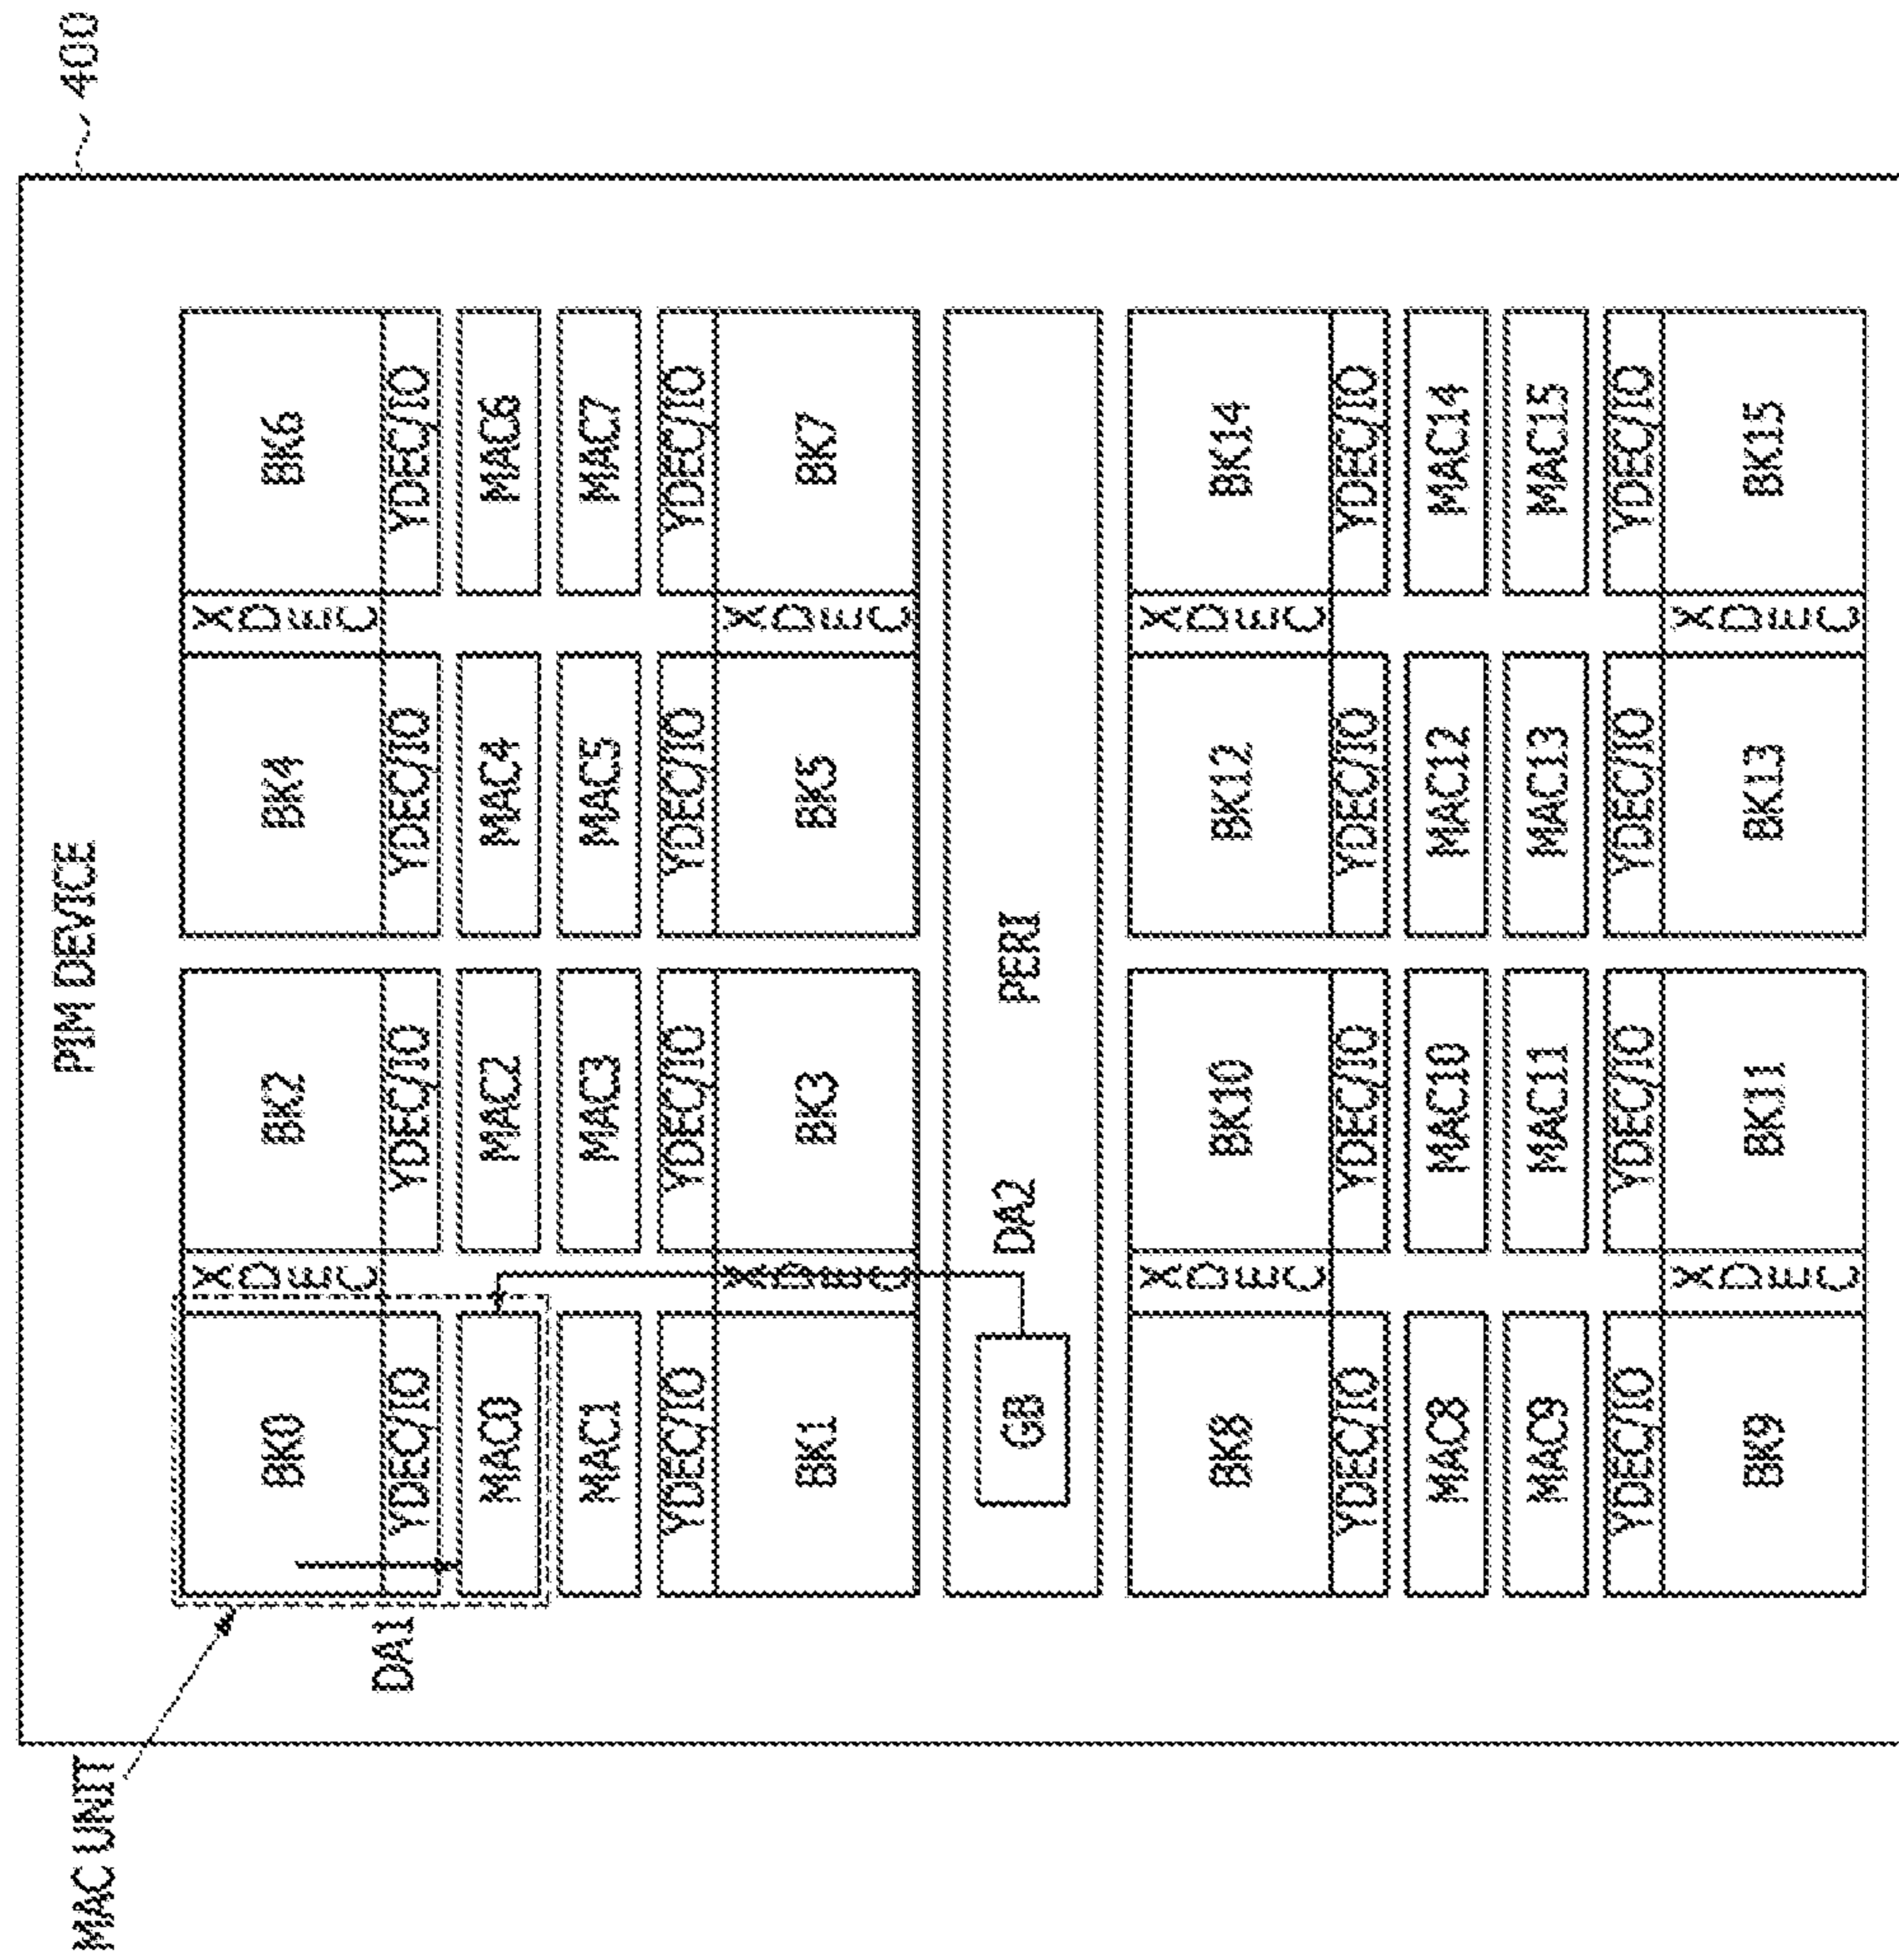 MAC UNIT
PIM DEVICE
400
BK0
XDEC
BK2
BK4
XDEC
BK6
DA1
YDEC/IO
YDEC/IO
YDEC/IO
YDEC/IO
MAC0
MAC2
MAC4
MAC6
MAC1
MAC3
MAC5
MAC7
YDEC/IO
YDEC/IO
YDEC/IO
YDEC/IO
BK1
XDEC
BK3
BK5
XDEC
BK7
GB
DA2
PERI
BK8
XDEC
BK10
BK12
XDEC
BK14
YDEC/IO
YDEC/IO
YDEC/IO
YDEC/IO
MAC8
MAC10
MAC12
MAC14
MAC9
MAC11
MAC13
MAC15
YDEC/IO
YDEC/IO
YDEC/IO
YDEC/IO
BK9
XDEC
BK11
BK13
XDEC
BK15